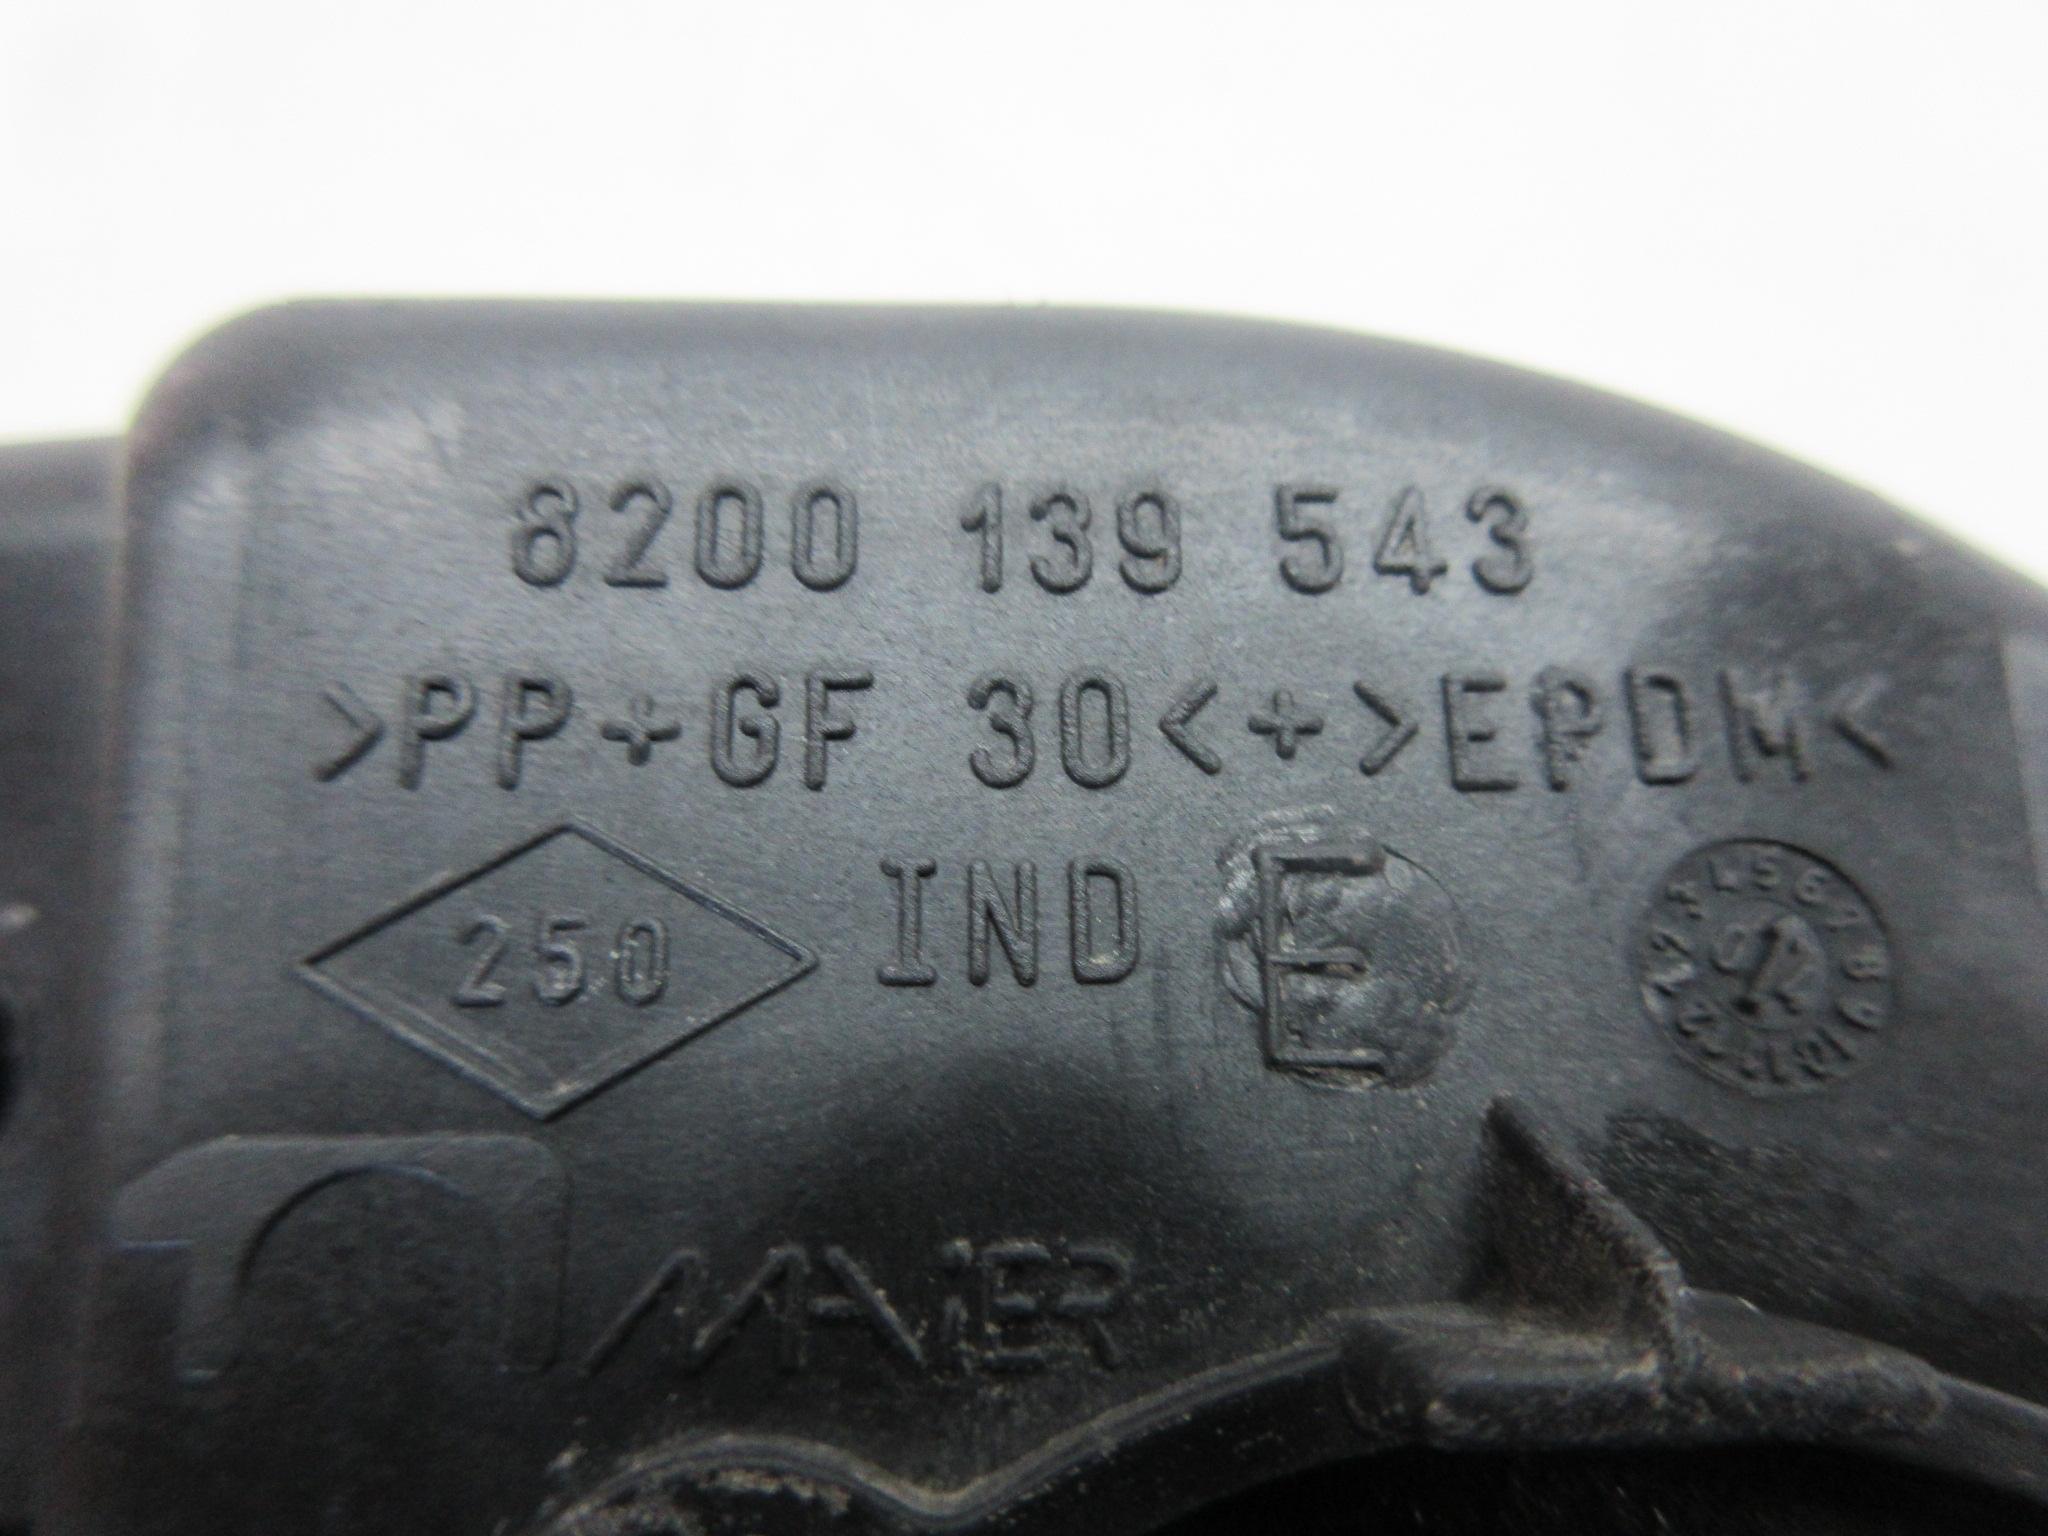 8200 139 543
>PP+GF 30<+>EPDM<
250 IND E
MAIER